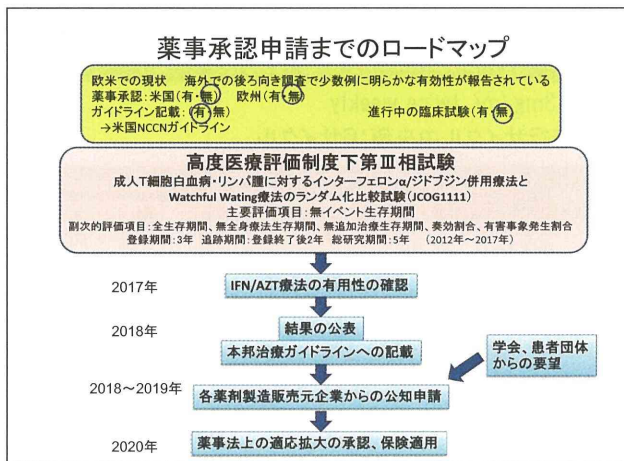 薬事承認申請までのロードマップ
欧米での現状 海外での後ろ向き調査で少数例に明らかな有効性が報告されている
薬事承認:米国(有・無) 欧州(有・無)
ガイドライン記載:(有・無) 進行中の臨床試験(有・無)
→米国NCCNガイドライン
高度医療評価制度下第Ⅲ相試験
成人T細胞白血病・リンパ腫に対するインターフェロンα/ジドブジン併用療法と
Watchful Wating療法のランダム化比較試験(JCOG1111)
主要評価項目:無イベント生存期間
副次的評価項目:全生存期間、無全身療法生存期間、無追加治療生存期間、奏効割合、有害事象発生割合
登録期間:3年 追跡期間:登録終了後2年 総研究期間:5年 (2012年~2017年)
2017年 IFN/AZT療法の有用性の確認
2018年 結果の公表
本邦治療ガイドラインへの記載
学会、患者団体
からの要望
2018~2019年 各薬剤製造販売元企業からの公知申請
2020年 薬事法上の適応拡大の承認、保険適用